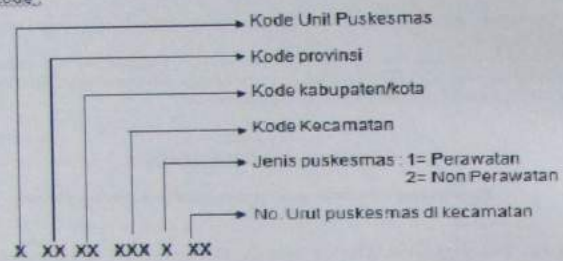 Kode Unit Puskesmas
Kode provinsi
Kode kabupaten/kota
Kode Kecamatan
Jenis puskesmas : 1= Perawatan
2= Non Perawatan
No. Urut puskesmas di kecamatan
X XX XX XXX X XX